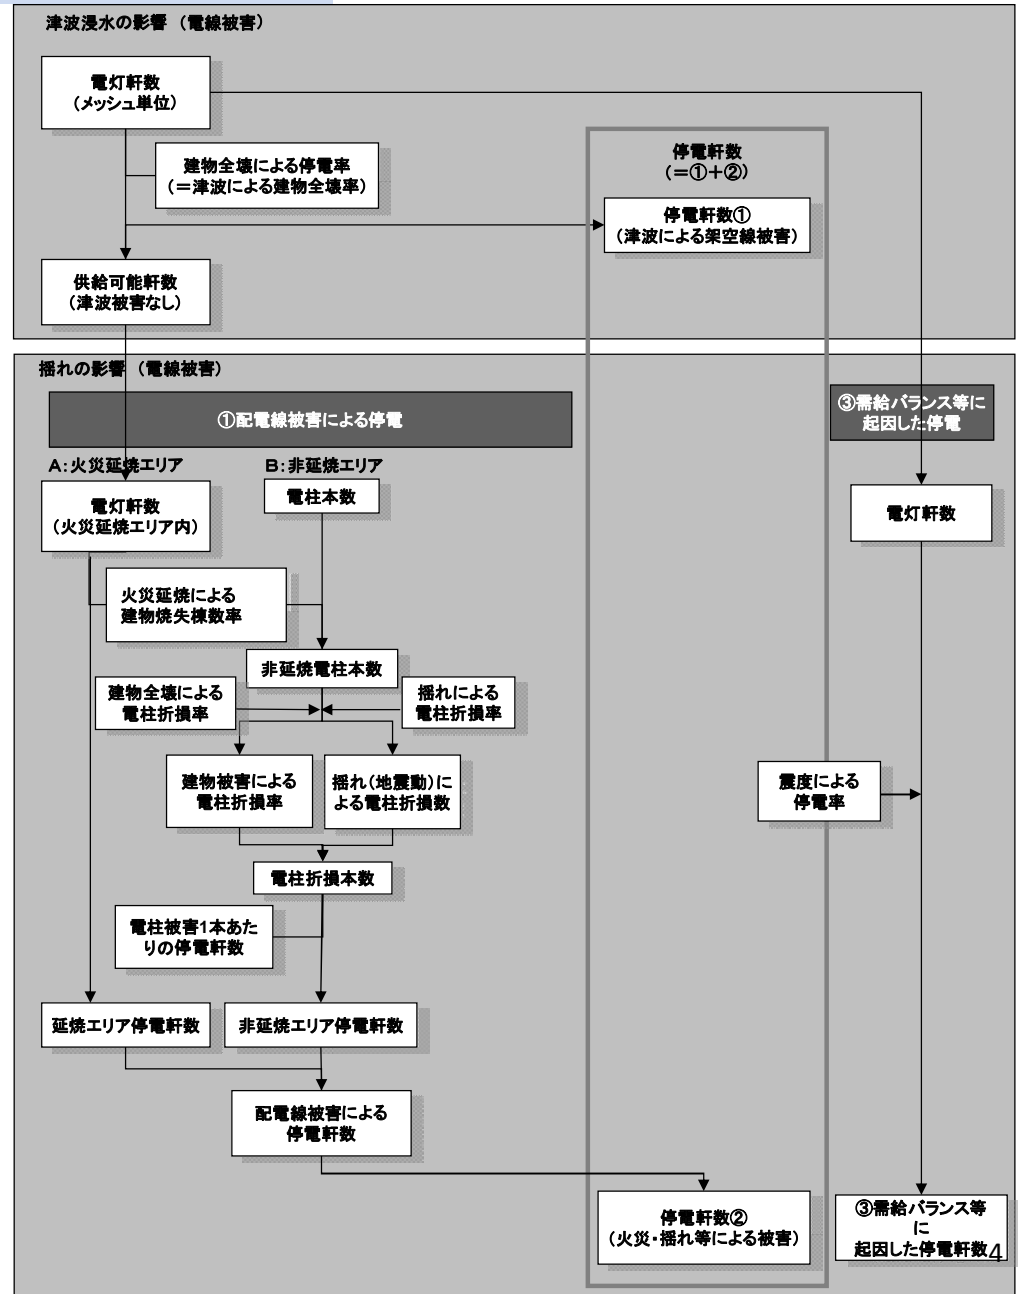 津波浸水の影響（電線被害）
電灯軒数
（メッシュ単位）
建物全壊による停電率
（＝津波による建物全壊率）
停電軒数
（＝①＋②）
停電軒数①
（津波による架空線被害）
供給可能軒数
（津波被害なし）
揺れの影響（電線被害）
①配電線被害による停電
③需給バランス等に
起因した停電
A：火災延焼エリア
B：非延焼エリア
電灯軒数
（火災延焼エリア内）
電柱本数
電灯軒数
火災延焼による
建物焼失棟数率
非延焼電柱本数
建物全壊による
電柱折損率
揺れによる
電柱折損率
建物被害による
電柱折損率
揺れ（地震動）に
よる電柱折損数
震度による
停電率
電柱折損本数
電柱被害1本あた
りの停電軒数
延焼エリア停電軒数
非延焼エリア停電軒数
配電線被害による
停電軒数
停電軒数②
（火災・揺れ等による被害）
③需給バランス等
に
起因した停電軒数
4